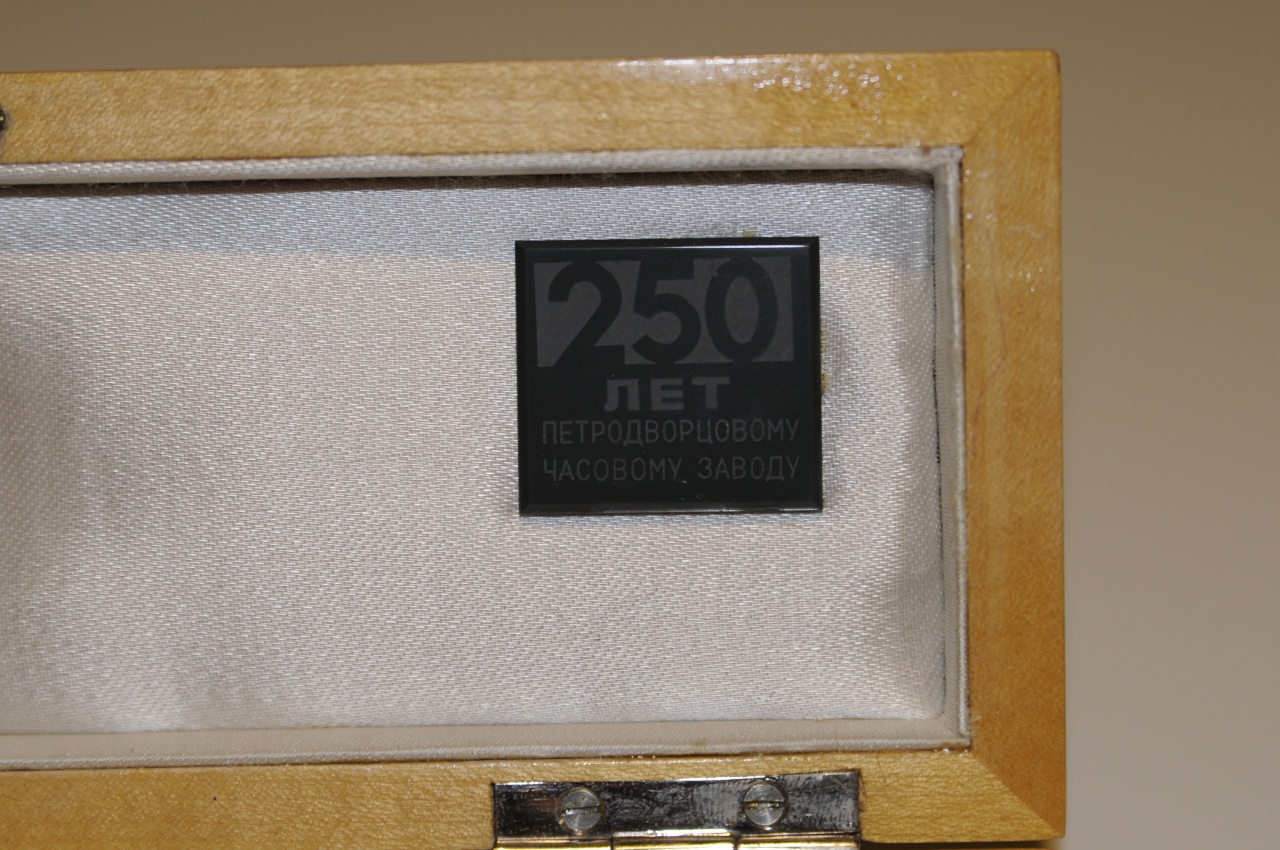 250
ЛЕТ
ПЕТРОДВОРЦОВОМУ
ЧАСОВОМУ ЗАВОДУ